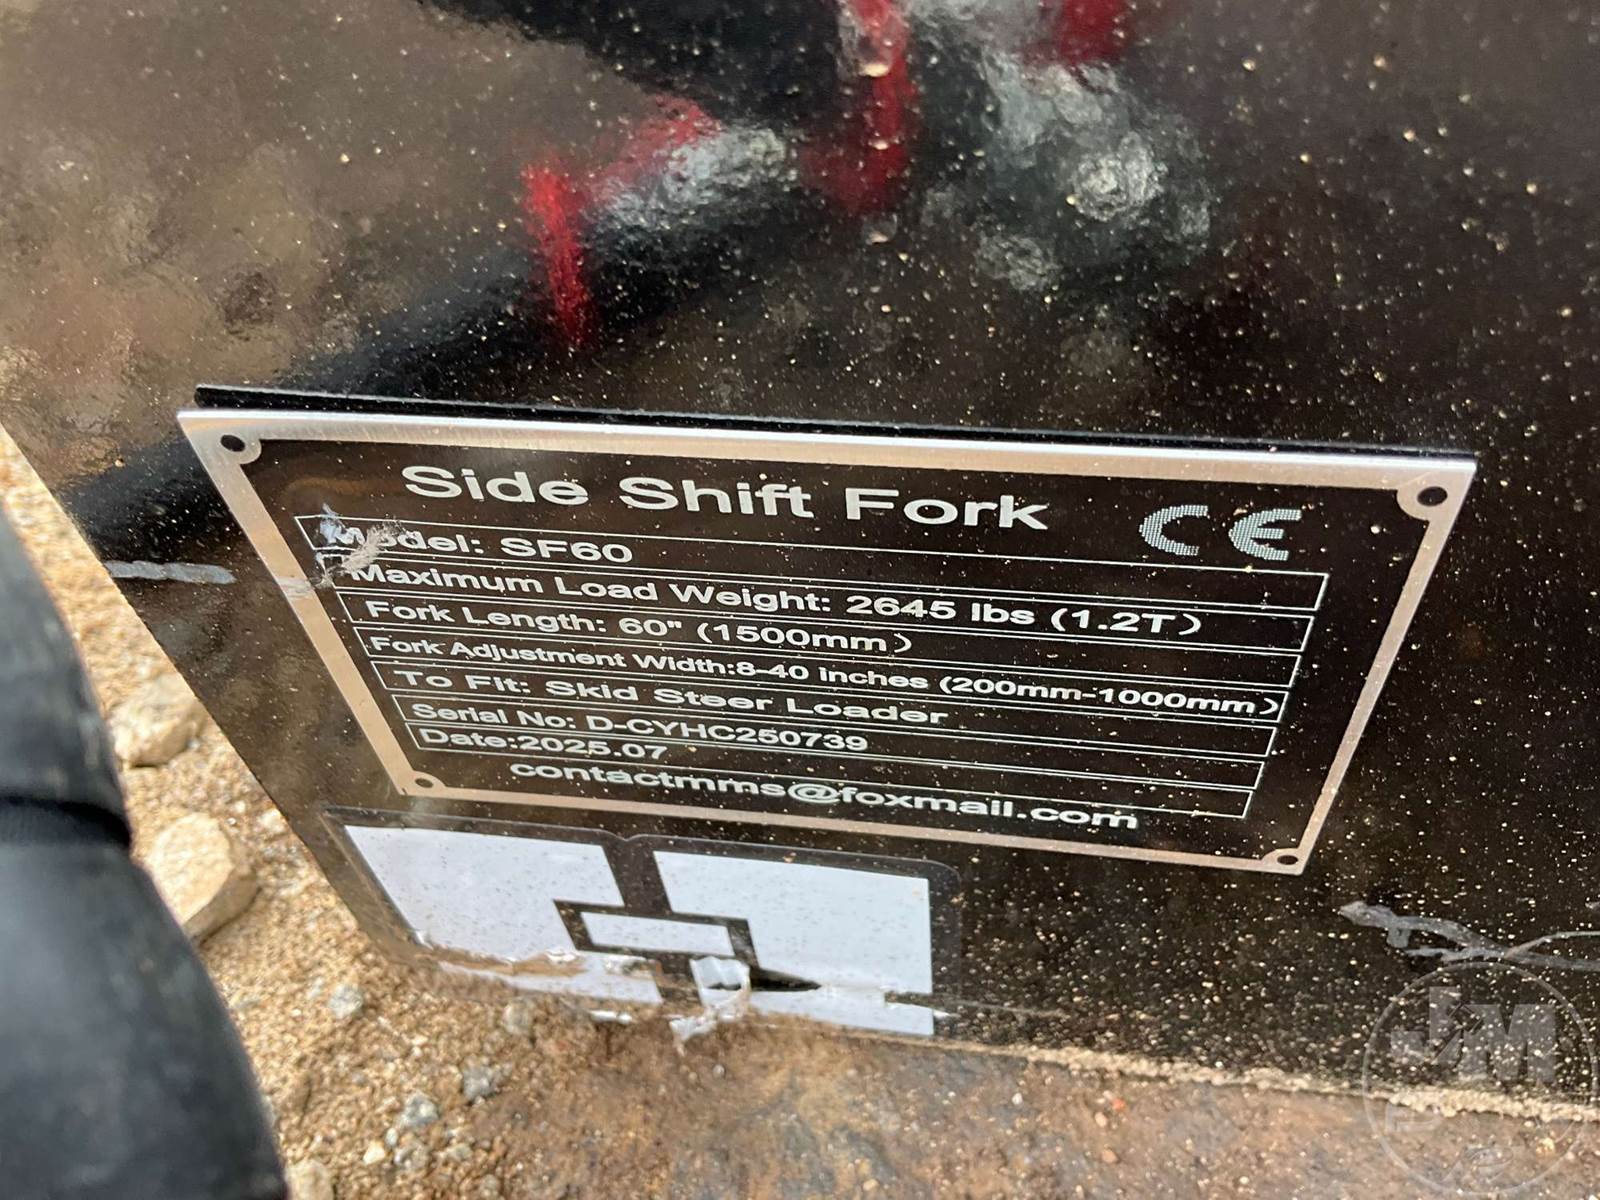 Side Shift Fork CE
Model: SF60
Maximum Load Weight: 2645 lbs (1.2T)
Fork Length: 60" (1500mm)
Fork Adjustment Width:8-40 inches (200mm-1000mm)
To Fit: Skid Steer Loader
Serial No: D-CYHC250739
Date:2025.07
contactmms@foxmail.com
JM